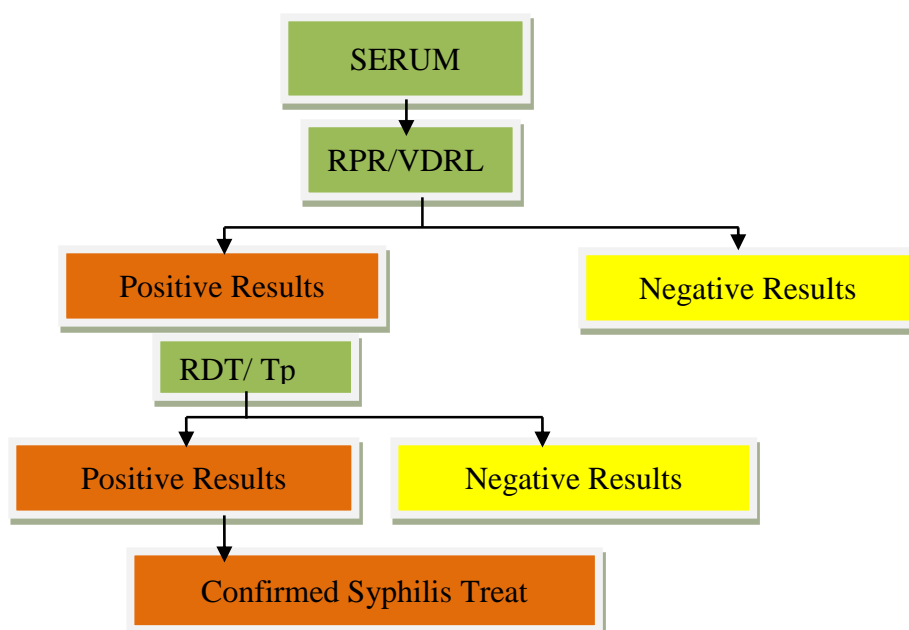 SERUM
RPR/VDRL
Positive Results
Negative Results
RDT/ Tp
Positive Results
Negative Results
Confirmed Syphilis Treat